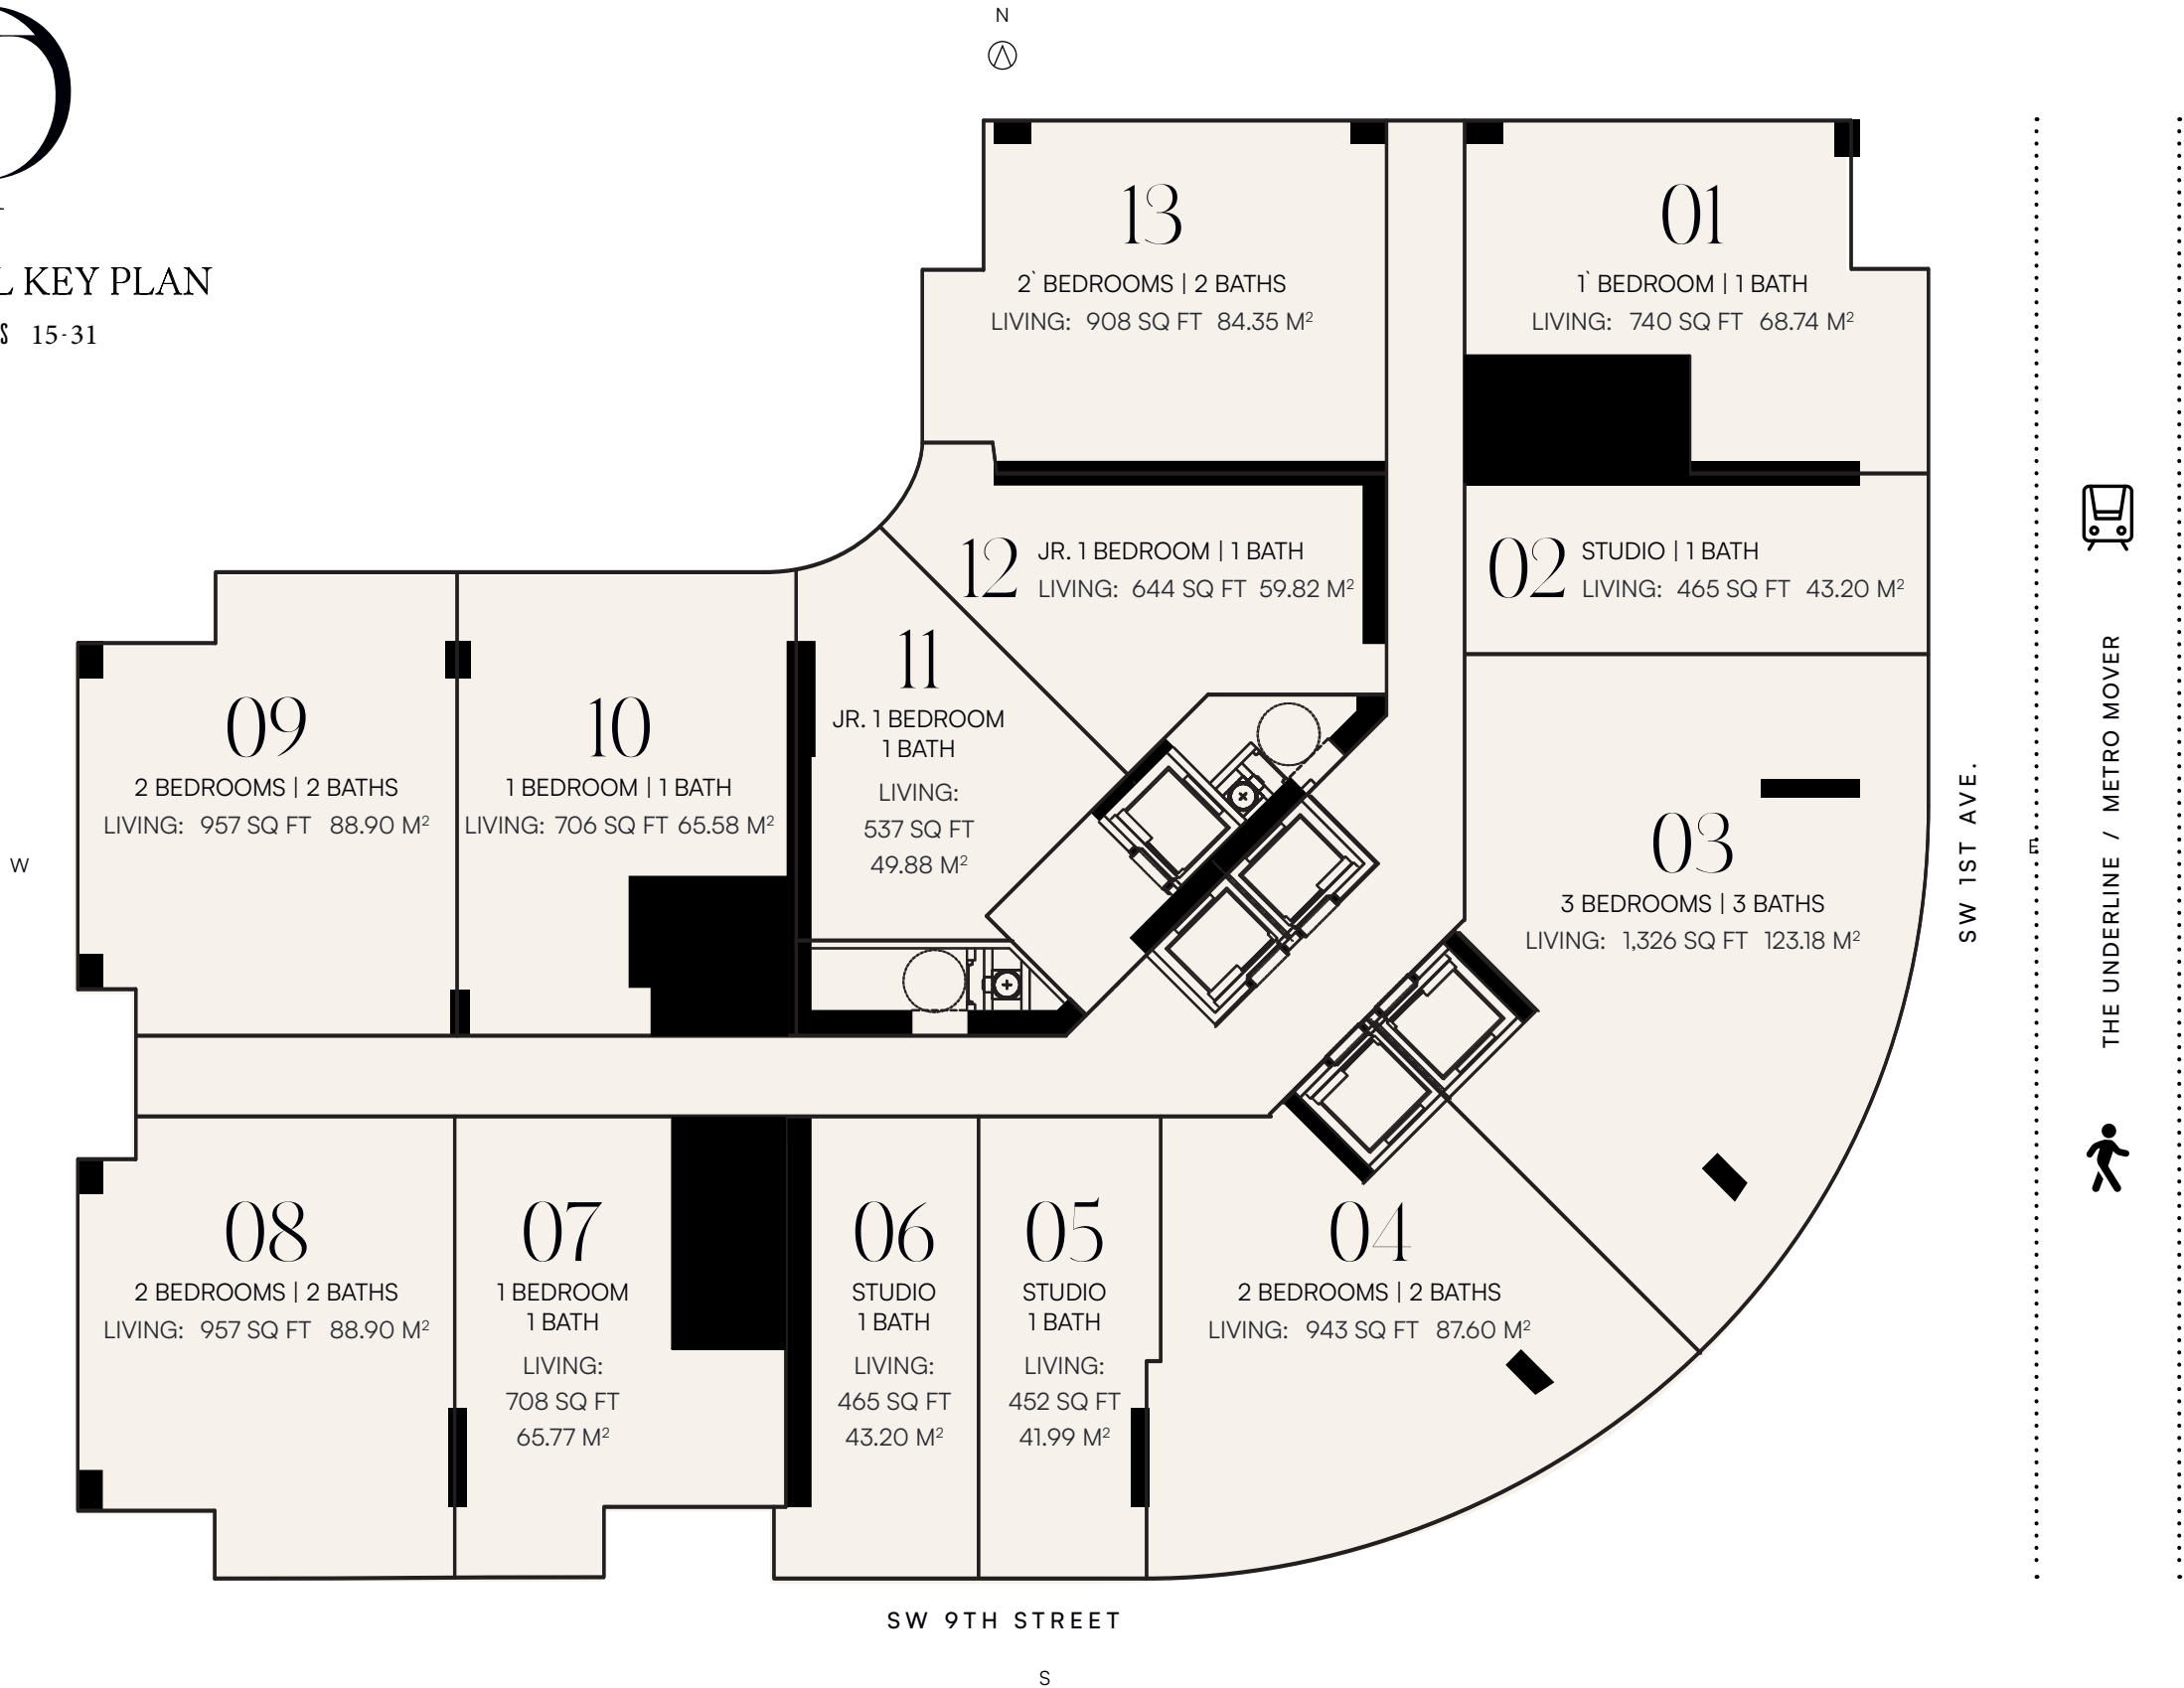 N
KEY PLAN
15-31
13
2` BEDROOMS | 2 BATHS
LIVING: 908 SQ FT 84.35 M²
01
1` BEDROOM | 1 BATH
LIVING: 740 SQ FT 68.74 M²
12
JR. 1 BEDROOM | 1 BATH
LIVING: 644 SQ FT 59.82 M²
02
STUDIO | 1 BATH
LIVING: 465 SQ FT 43.20 M²
11
JR. 1 BEDROOM
1 BATH
LIVING:
537 SQ FT
49.88 M²
09
2 BEDROOMS | 2 BATHS
LIVING: 957 SQ FT 88.90 M²
10
1 BEDROOM | 1 BATH
LIVING: 706 SQ FT 65.58 M²
03
3 BEDROOMS | 3 BATHS
LIVING: 1,326 SQ FT 123.18 M²
W
E
SW 1ST AVE.
THE UNDERLINE / METRO MOVER
08
2 BEDROOMS | 2 BATHS
LIVING: 957 SQ FT 88.90 M²
07
1 BEDROOM
1 BATH
LIVING:
708 SQ FT
65.77 M²
06
STUDIO
1 BATH
LIVING:
465 SQ FT
43.20 M²
05
STUDIO
1 BATH
LIVING:
452 SQ FT
41.99 M²
04
2 BEDROOMS | 2 BATHS
LIVING: 943 SQ FT 87.60 M²
SW 9TH STREET
S